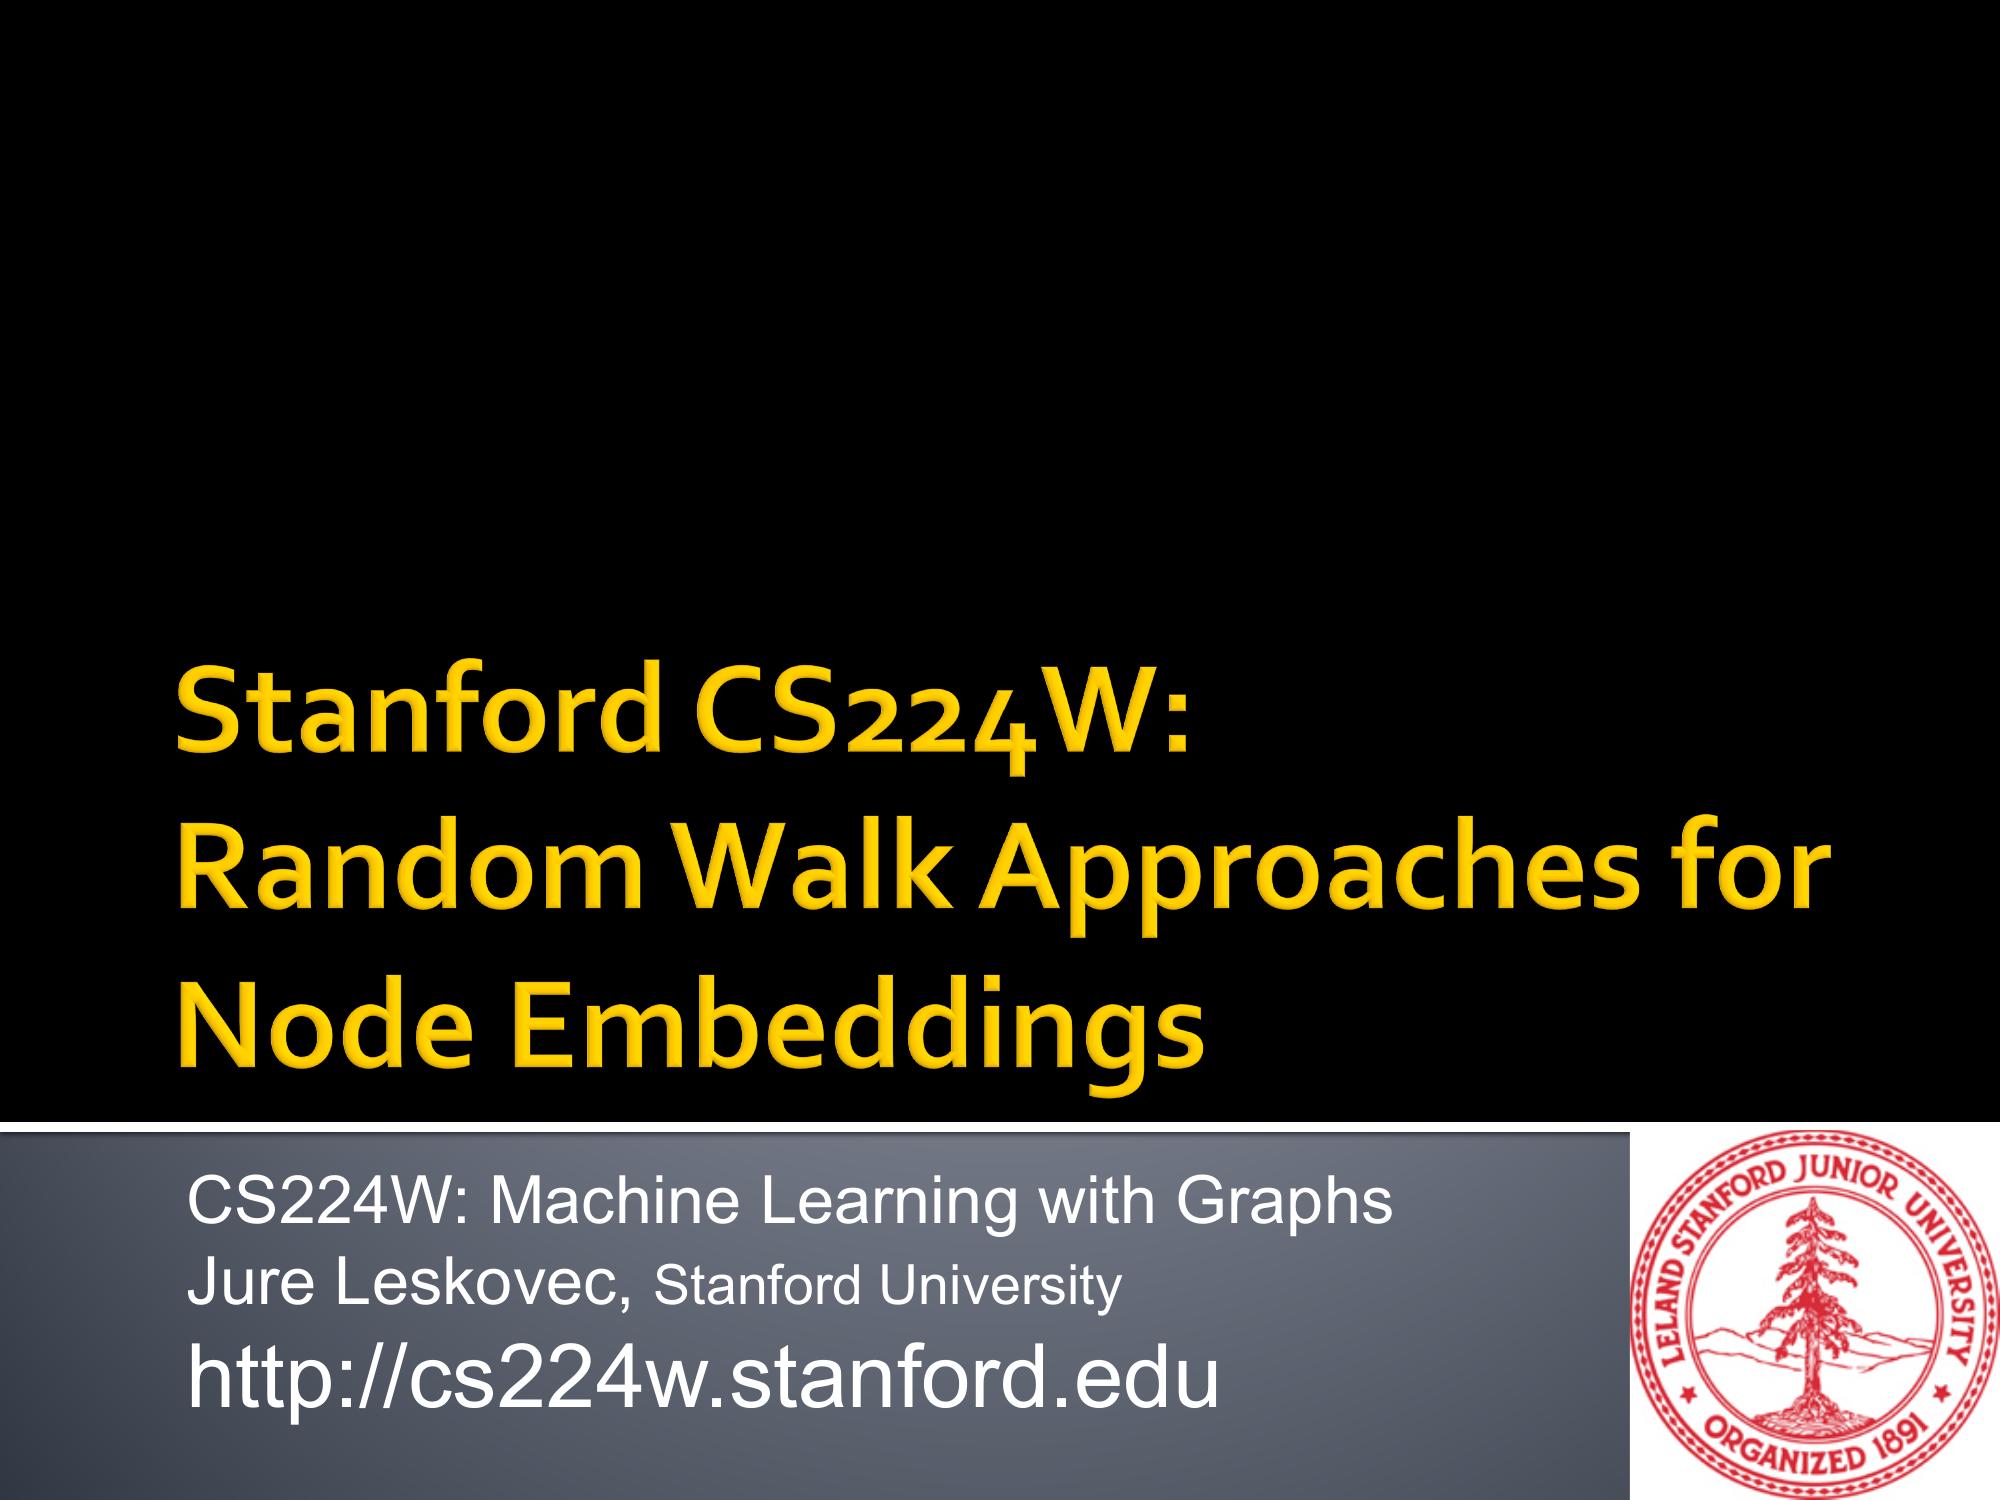 Stanford CS224W:
Random Walk Approaches for
Node Embeddings
CS224W: Machine Learning with Graphs
Jure Leskovec, Stanford University
http://cs224w.stanford.edu
LELAND STANFORD JUNIOR UNIVERSITY
ORGANIZED 1891